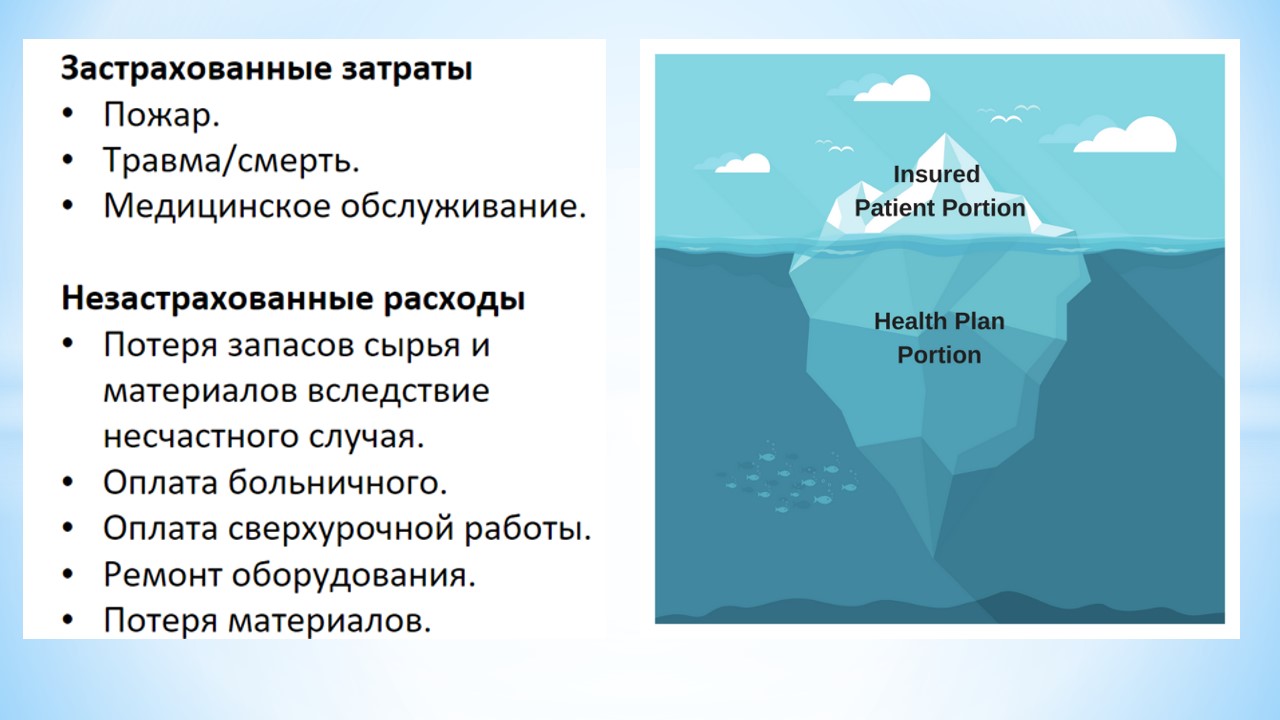 Застрахованные затраты
• Пожар.
• Травма/смерть.
• Медицинское обслуживание.
Незастрахованные расходы
• Потеря запасов сырья и
материалов вследствие
несчастного случая.
• Оплата больничного.
• Оплата сверхурочной работы.
• Ремонт оборудования.
• Потеря материалов.
Insured
Patient Portion
Health Plan
Portion